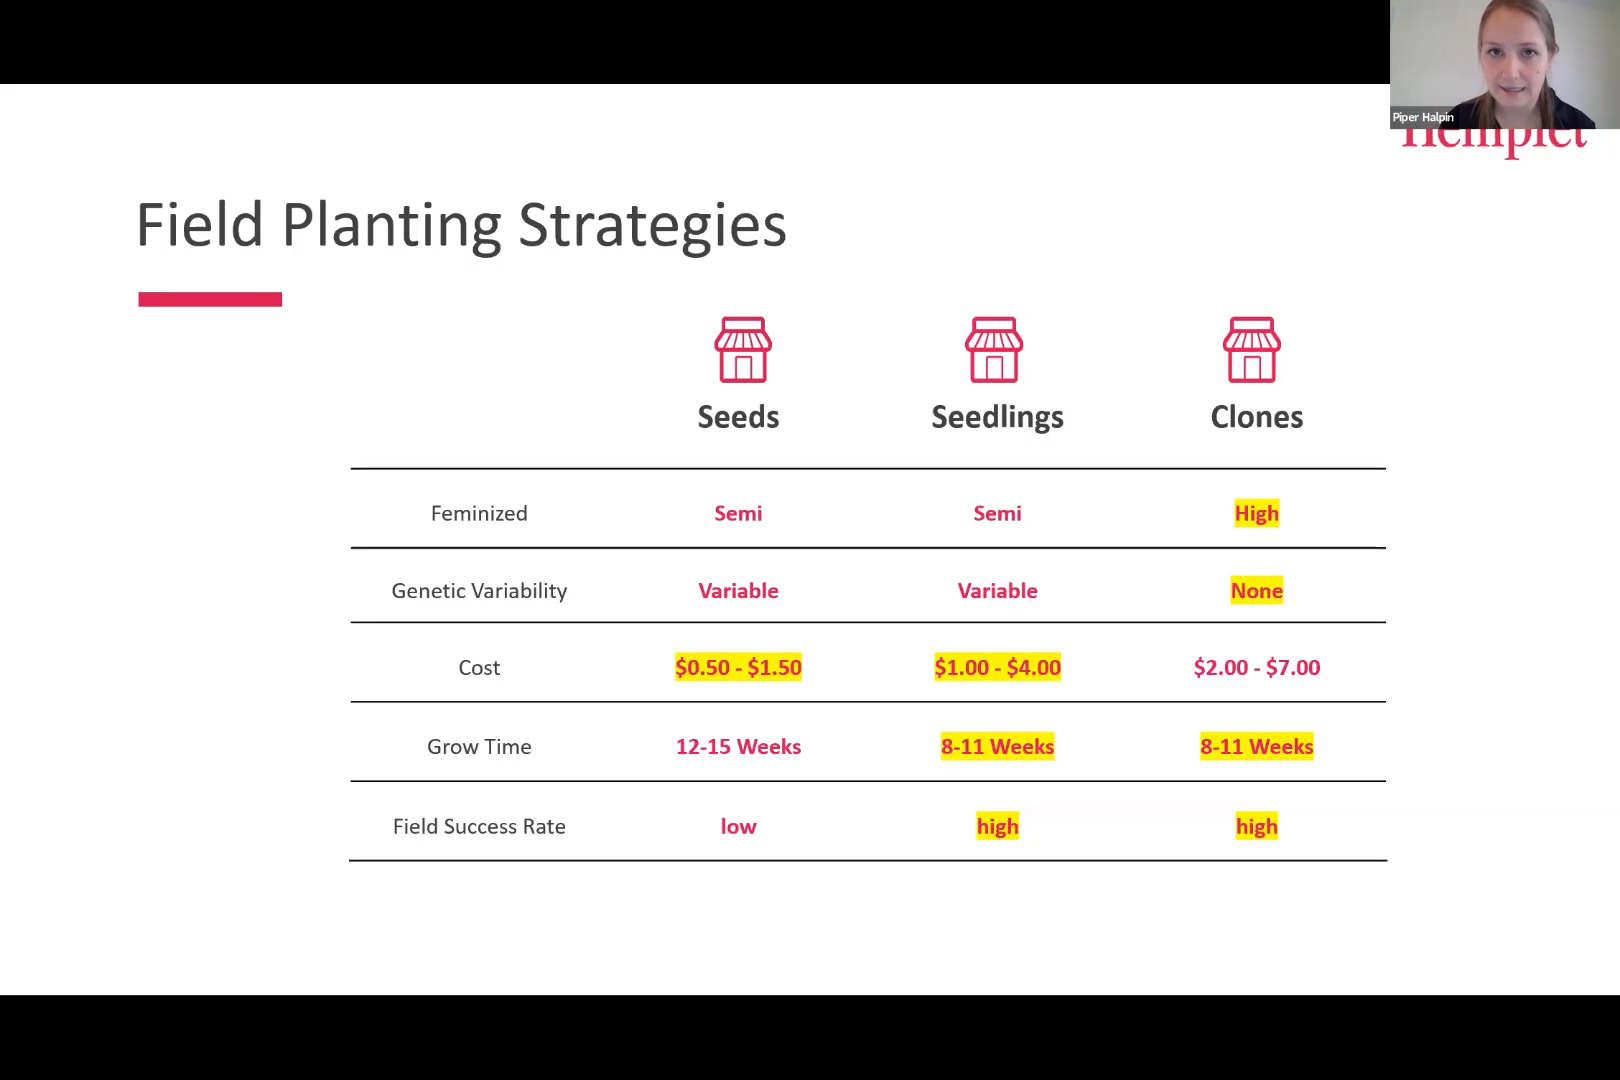 Piper Halpin
Field Planting Strategies
Seeds Seedlings Clones
Feminized Semi Semi High
Genetic Variability Variable Variable None
Cost $0.50 - $1.50 $1.00 - $4.00 $2.00 - $7.00
Grow Time 12-15 Weeks 8-11 Weeks 8-11 Weeks
Field Success Rate low high high